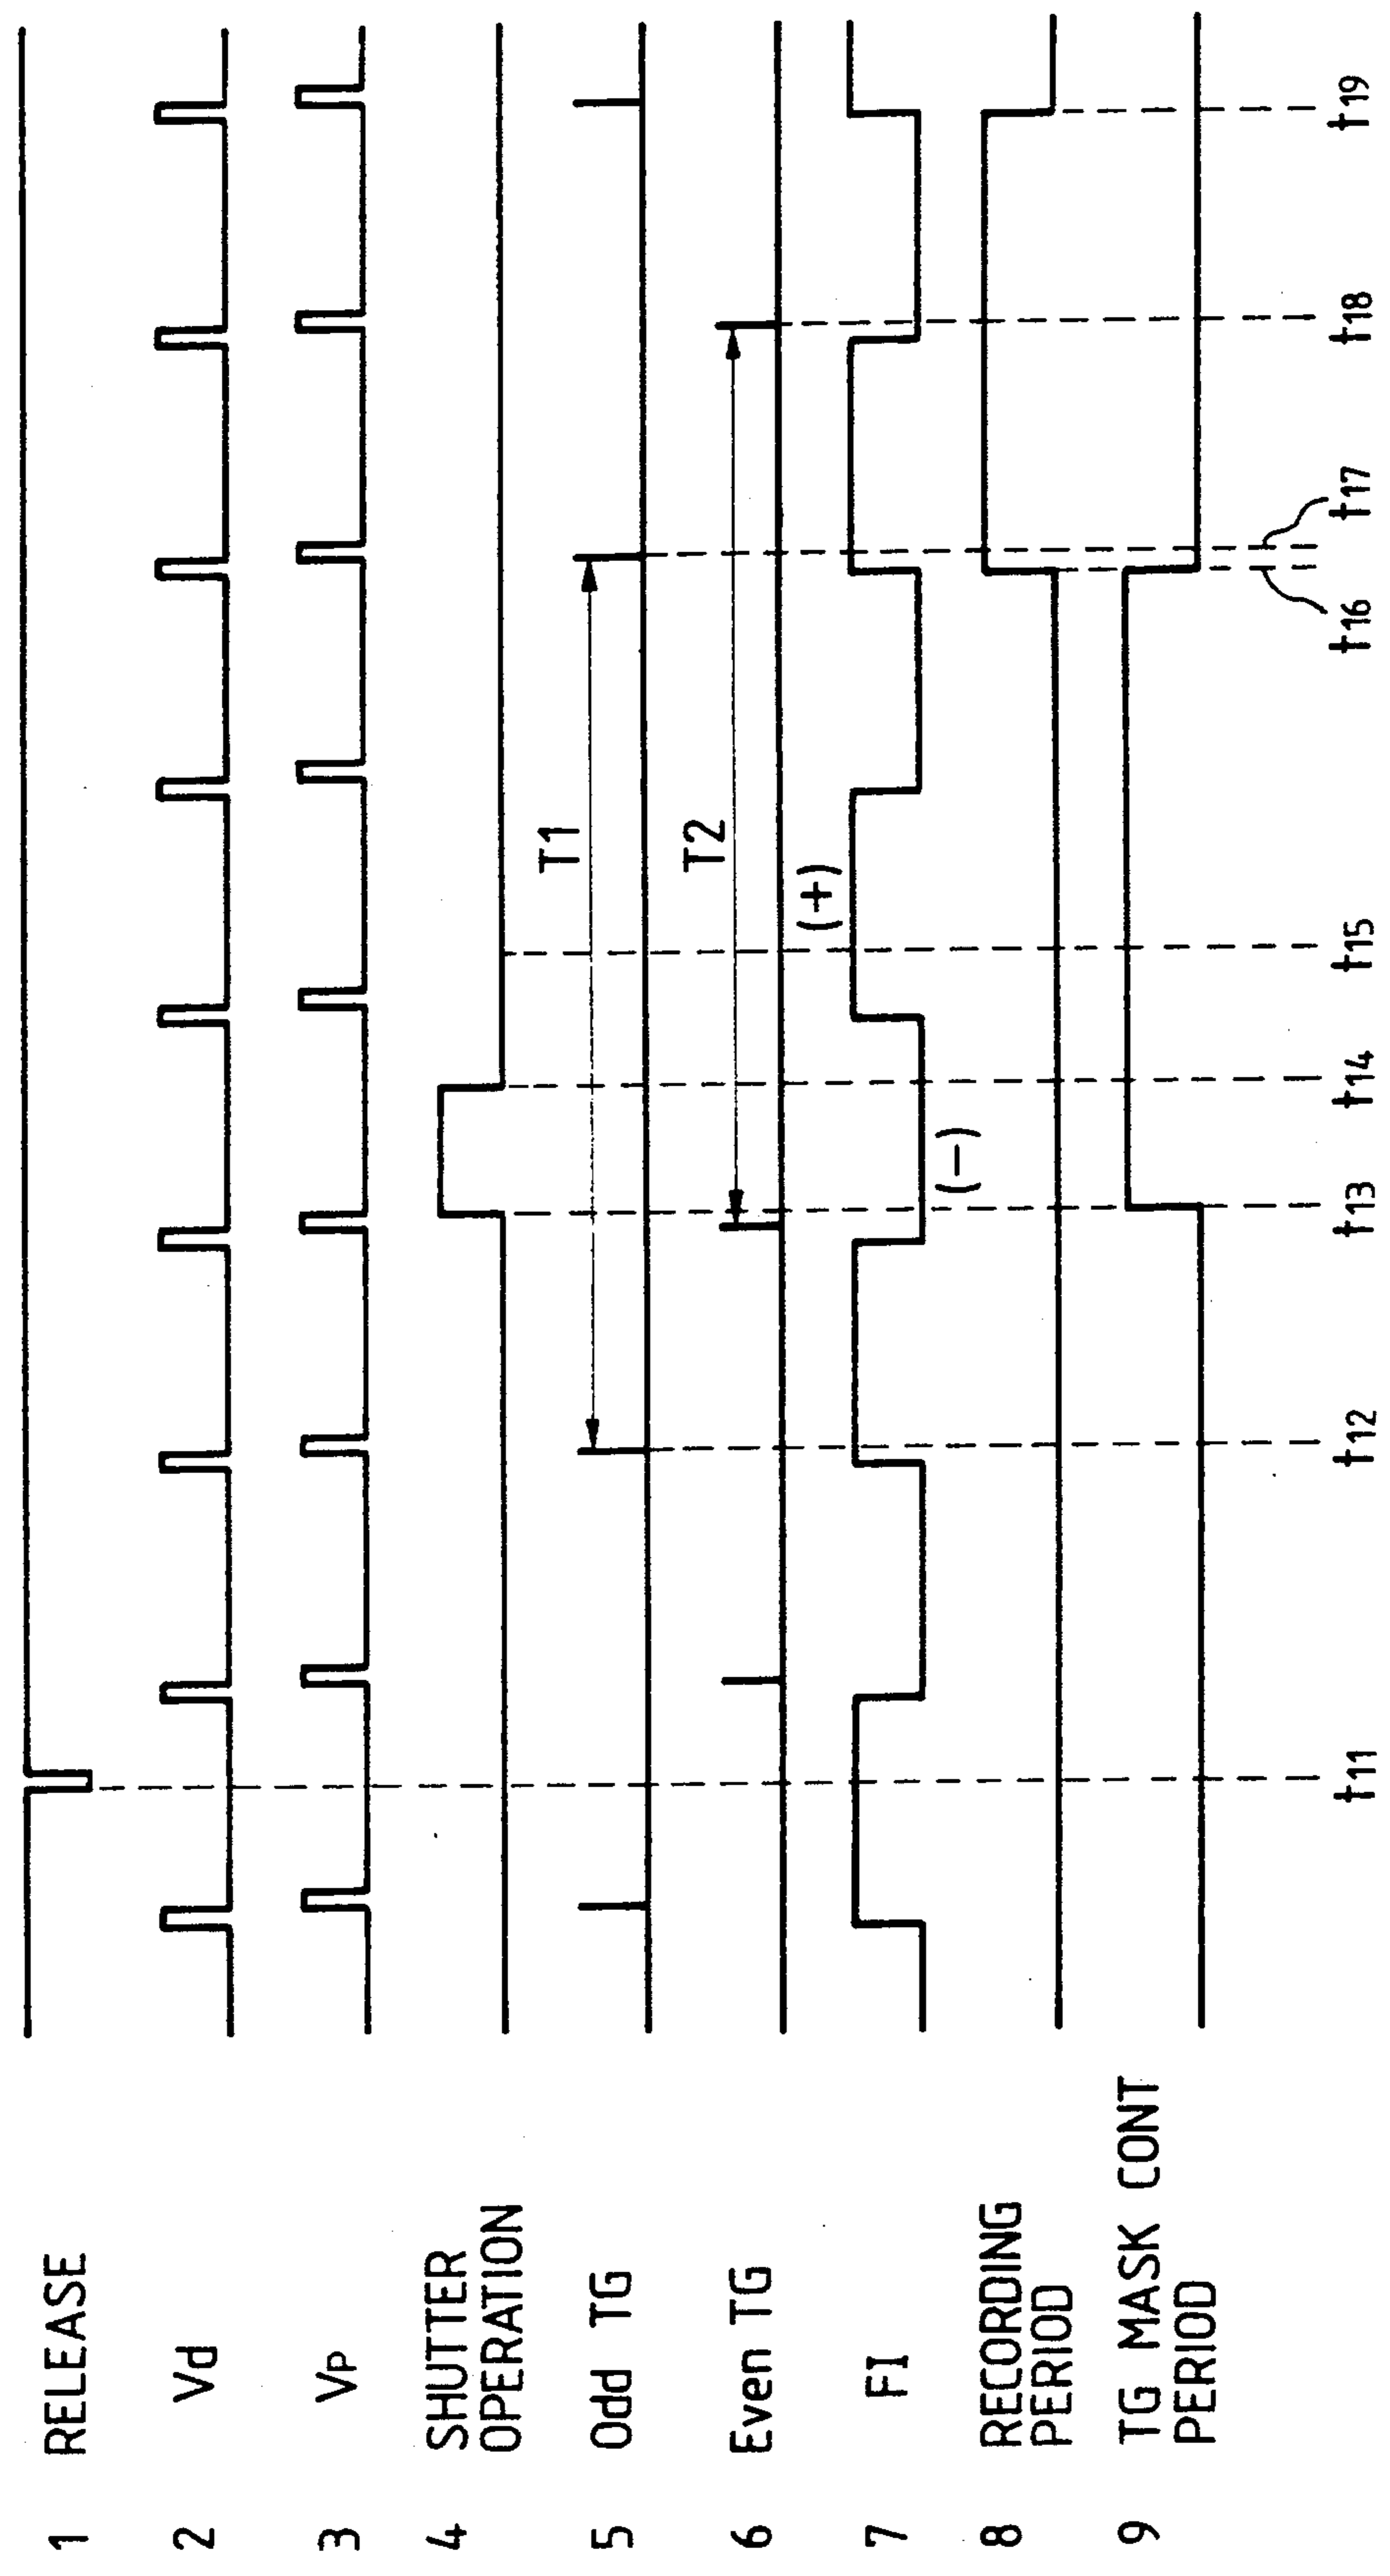 1 RELEASE
2 Vd
3 VP
4 SHUTTER
OPERATION
5 Odd TG
T1
6 Even TG
T2
7 FI
(−)
(+)
8 RECORDING
PERIOD
9 TG MASK CONT
PERIOD
t11
t12
t13
t14
t15
t16
t17
t18
t19